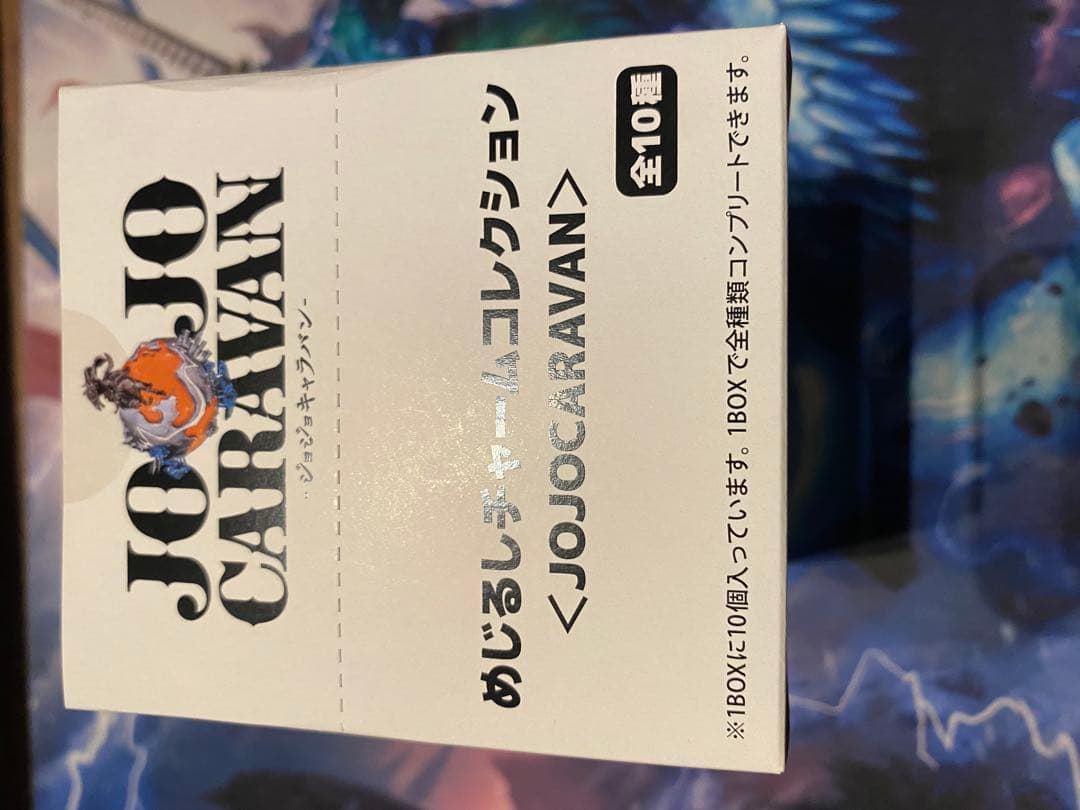 JOJO
CARAVAN
-ジョジョキャラバン-
めじるしチャームコレクション
<JOJOCARAVAN>
全10種
※1BOXに10個入っています。1BOXで全種類コンプリートできます。